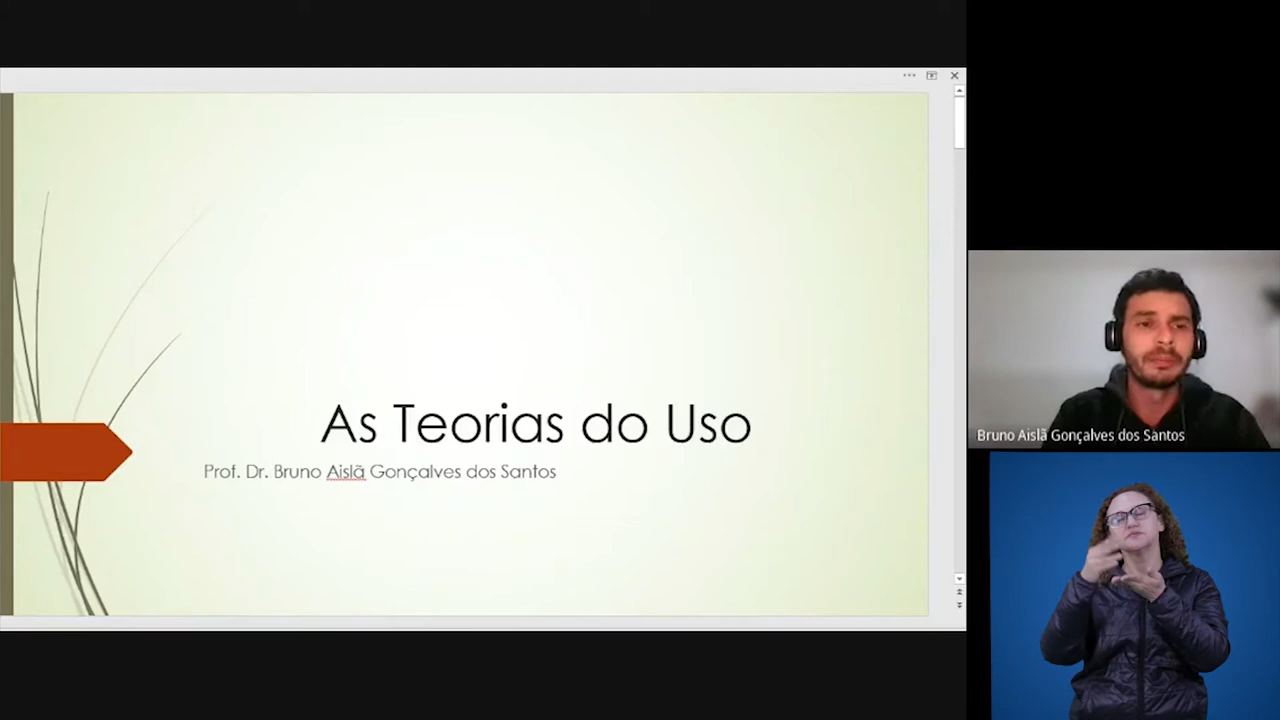 As Teorias do Uso
Prof. Dr. Bruno Aislã Gonçalves dos Santos
Bruno Aislã Gonçalves dos Santos